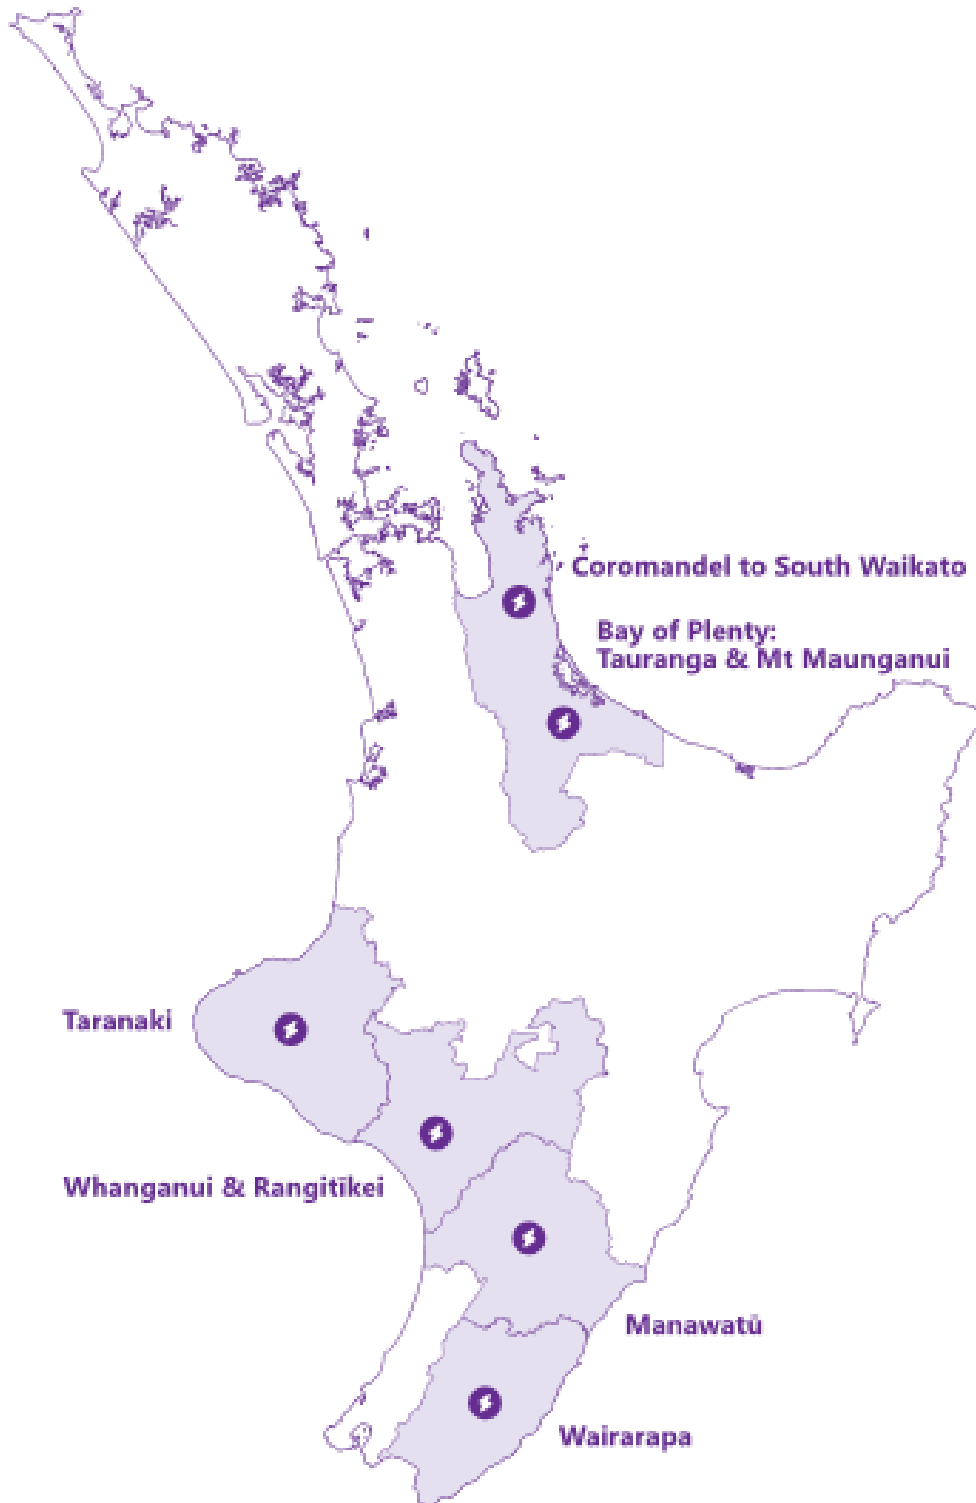 Coromandel to South Waikato
Bay of Plenty:
Tauranga & Mt Maunganui
Taranaki
Whanganui & Rangitīkei
Manawatū
Wairarapa